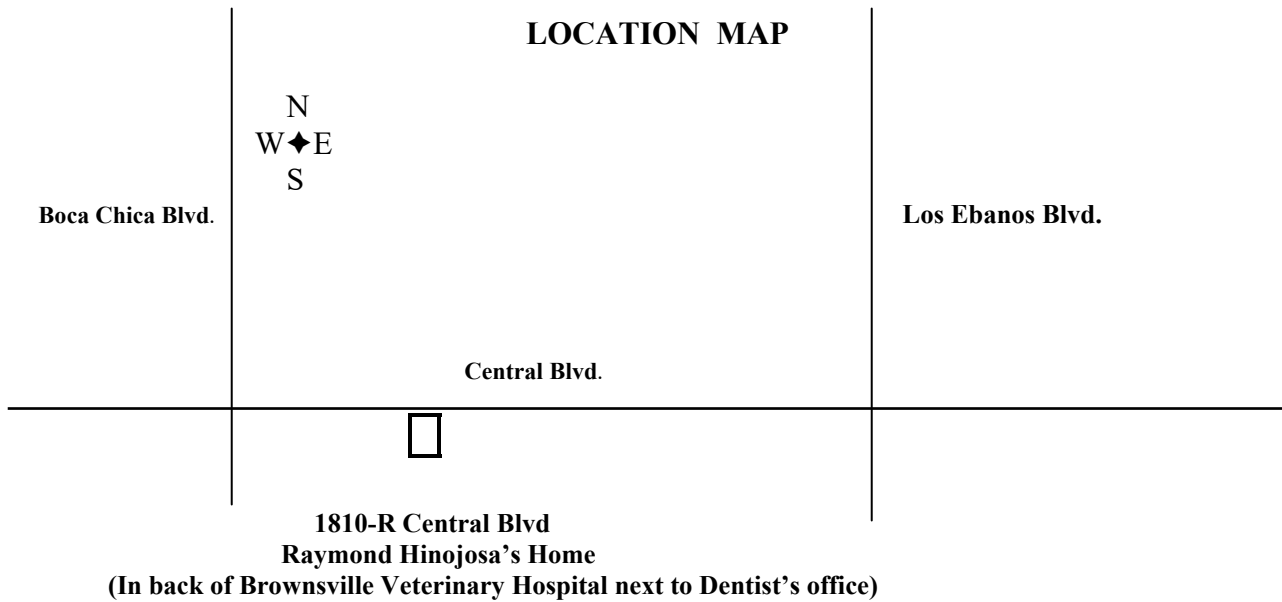 LOCATION MAP
N
W✦E
S
Boca Chica Blvd.
Los Ebanos Blvd.
Central Blvd.
1810-R Central Blvd
Raymond Hinojosa’s Home
(In back of Brownsville Veterinary Hospital next to Dentist’s office)